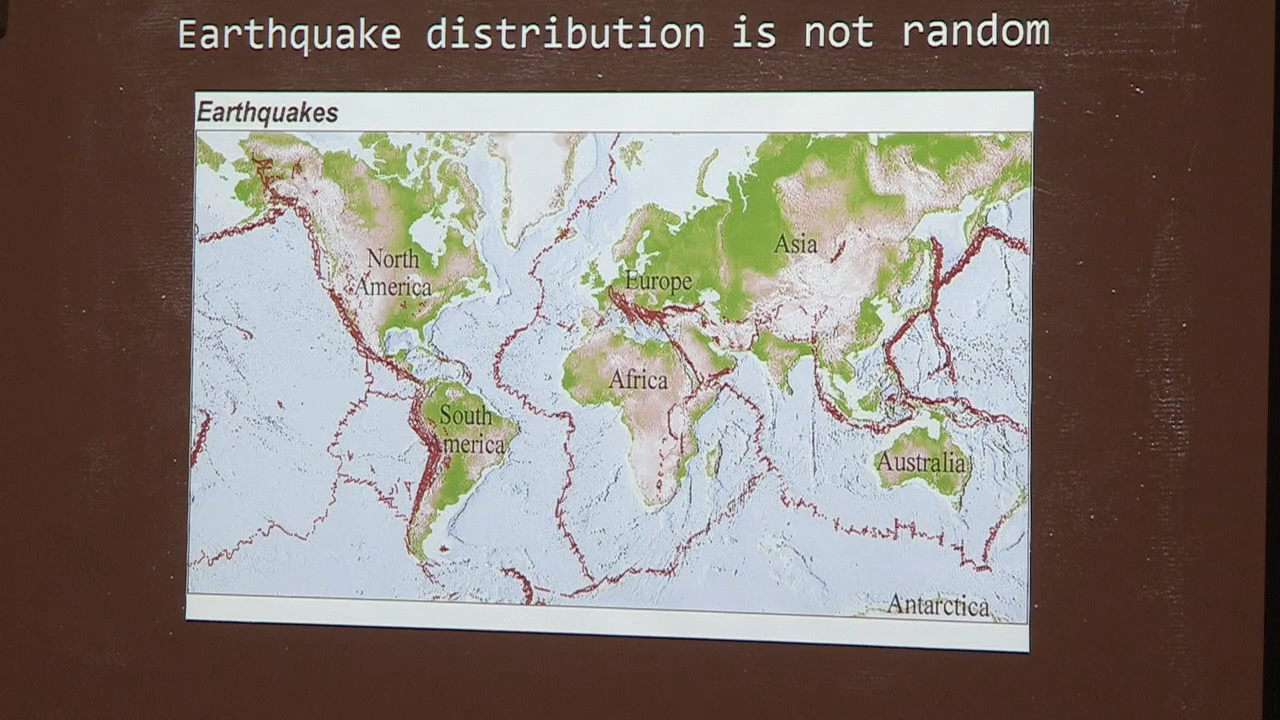 Earthquake distribution is not random
Earthquakes
North
America
Asia
Europe
Africa
South
merica
Australia
Antarctica